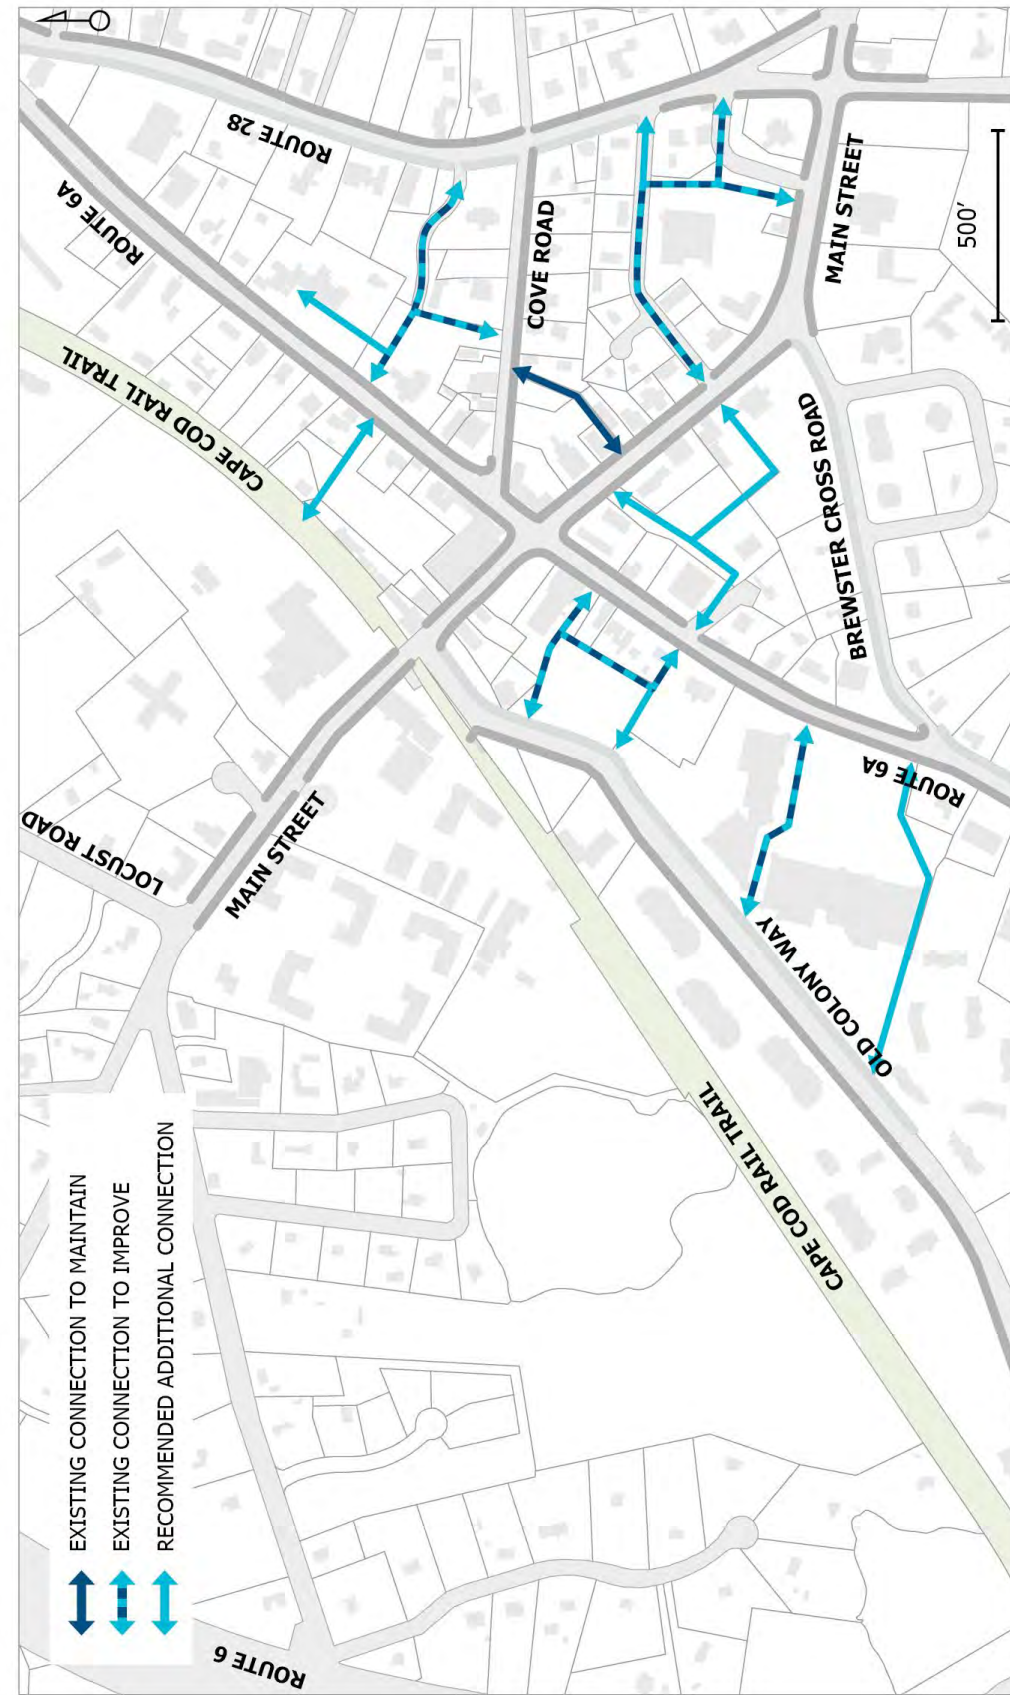 EXISTING CONNECTION TO MAINTAIN
EXISTING CONNECTION TO IMPROVE
RECOMMENDED ADDITIONAL CONNECTION
ROUTE 6
LOCUST ROAD
MAIN STREET
CAPE COD RAIL TRAIL
ROUTE 6A
ROUTE 28
COVE ROAD
MAIN STREET
500'
BREWSTER CROSS ROAD
ROUTE 6A
OLD COLONY WAY
CAPE COD RAIL TRAIL